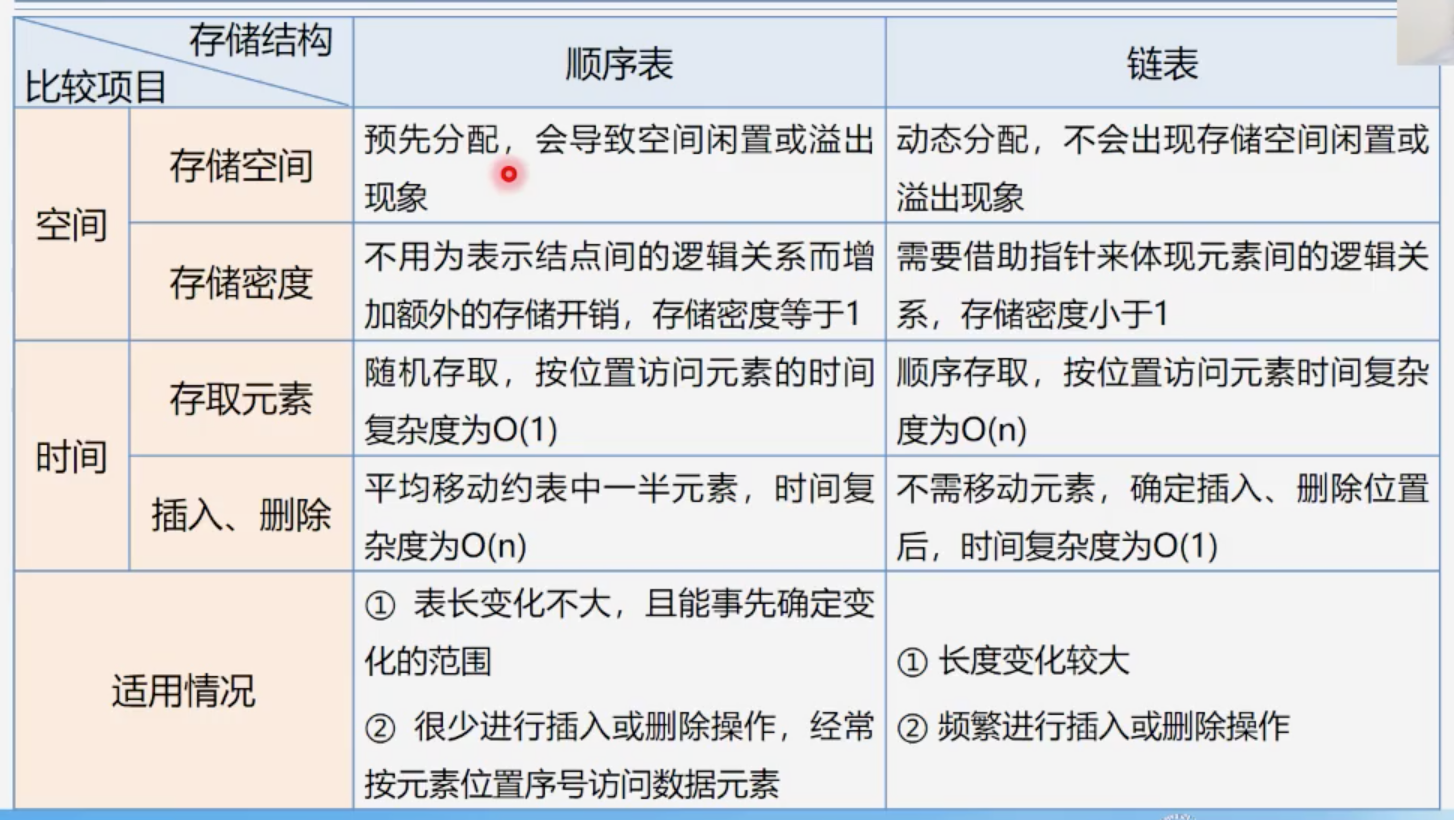 存储结构
比较项目
顺序表
链表
空间
存储空间
预先分配，会导致空间闲置或溢出
现象
动态分配，不会出现存储空间闲置或
溢出现象
存储密度
不用为表示结点间的逻辑关系而增
加额外的存储开销，存储密度等于1
需要借助指针来体现元素间的逻辑关
系，存储密度小于1
时间
存取元素
随机存取，按位置访问元素的时间
复杂度为O(1)
顺序存取，按位置访问元素时间复杂
度为O(n)
插入、删除
平均移动约表中一半元素，时间复
杂度为O(n)
不需移动元素，确定插入、删除位置
后，时间复杂度为O(1)
适用情况
① 表长变化不大，且能事先确定变
化的范围
② 很少进行插入或删除操作，经常
按元素位置序号访问数据元素
① 长度变化较大
② 频繁进行插入或删除操作